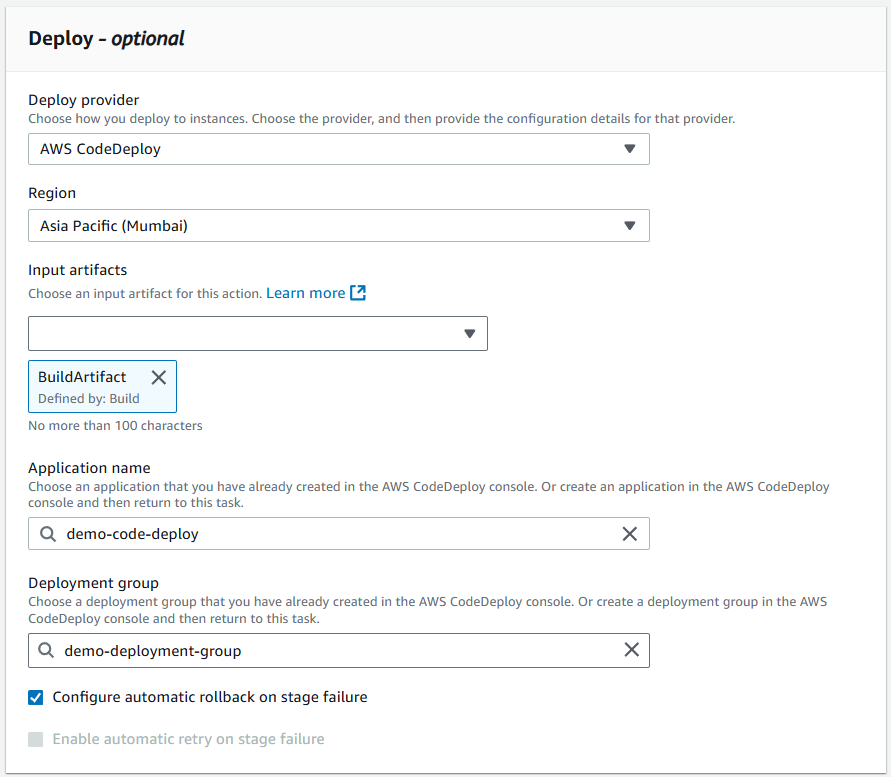 Deploy - optional
Deploy provider
Choose how you deploy to instances. Choose the provider, and then provide the configuration details for that provider.
AWS CodeDeploy
Region
Asia Pacific (Mumbai)
Input artifacts
Choose an input artifact for this action. Learn more
BuildArtifact
Defined by: Build
No more than 100 characters
Application name
Choose an application that you have already created in the AWS CodeDeploy console. Or create an application in the AWS CodeDeploy
console and then return to this task.
demo-code-deploy
Deployment group
Choose a deployment group that you have already created in the AWS CodeDeploy console. Or create a deployment group in the AWS
CodeDeploy console and then return to this task.
demo-deployment-group
Configure automatic rollback on stage failure
Enable automatic retry on stage failure